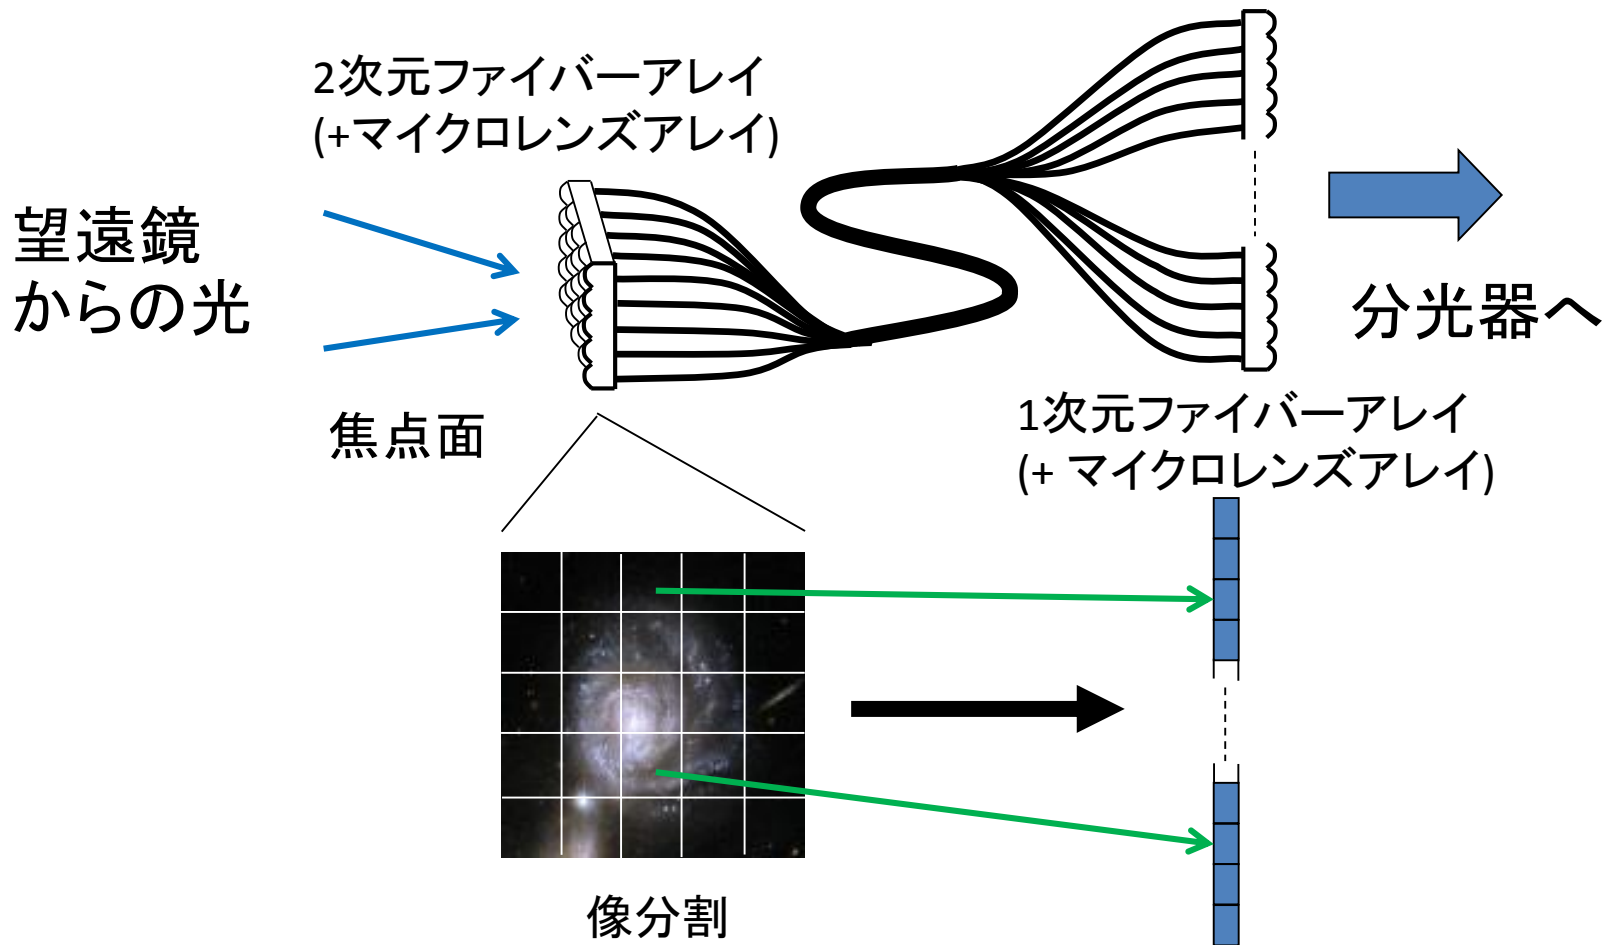 2次元ファイバーアレイ
(+マイクロレンズアレイ)
望遠鏡
からの光
焦点面
分光器へ
1次元ファイバーアレイ
(+ マイクロレンズアレイ)
像分割